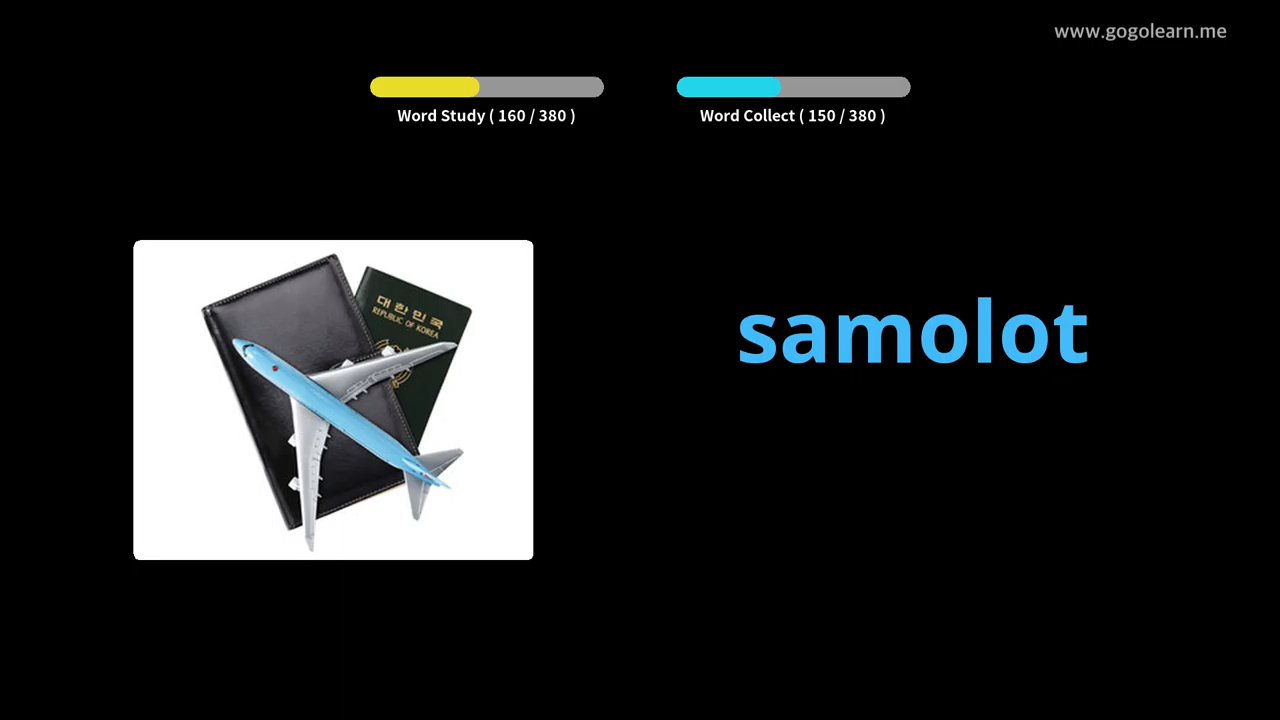 www.gogolearn.me
Word Study ( 160 / 380 )
Word Collect ( 150 / 380 )
대한민국
REPUBLIC OF KOREA
samolot